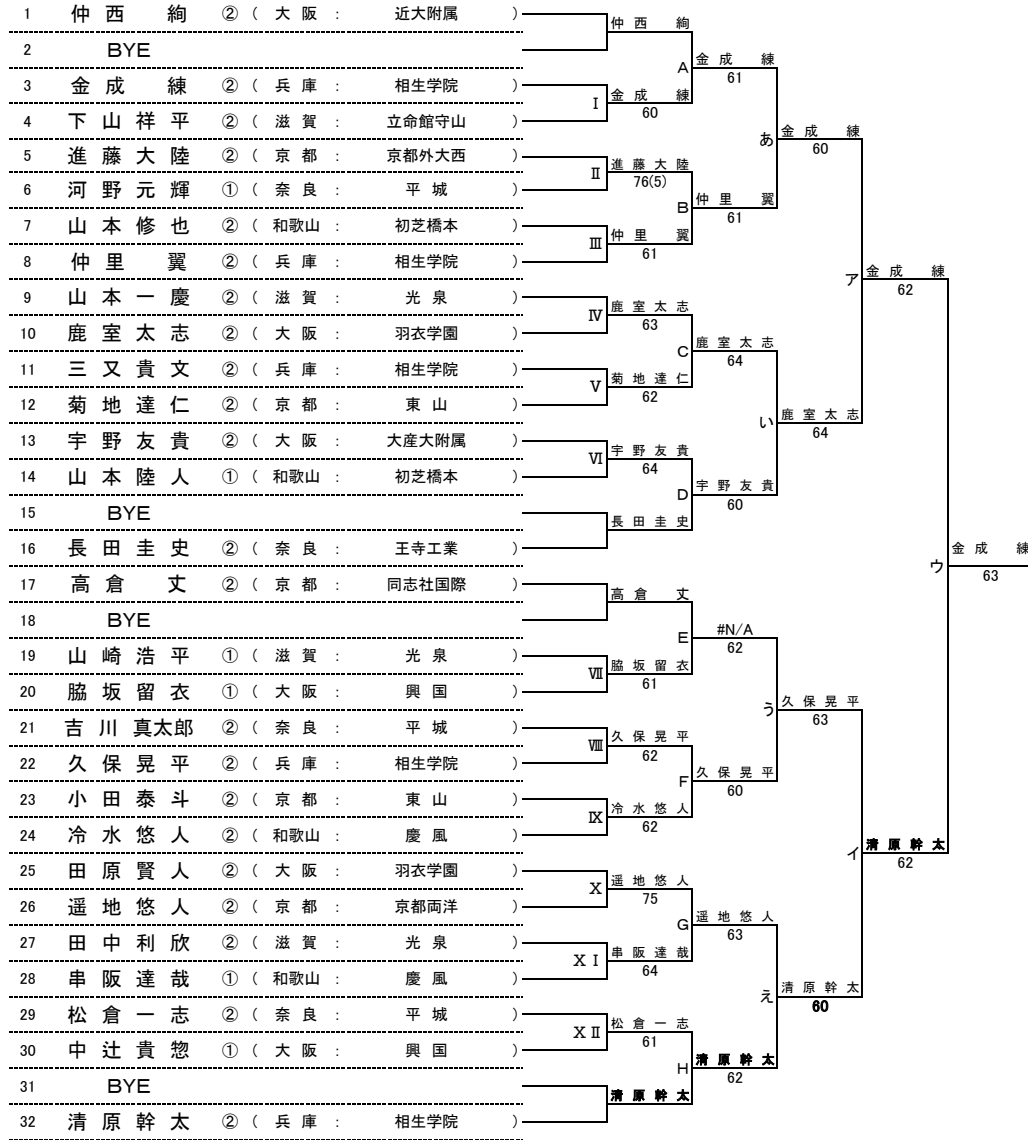 1 仲西 絢 ② ( 大阪 : 近大附属 )
2 BYE
3 金成 練 ② ( 兵庫 : 相生学院 )
4 下山祥平 ② ( 滋賀 : 立命館守山 )
5 進藤大陸 ② ( 京都 : 京都外大西 )
6 河野元輝 ① ( 奈良 : 平城 )
7 山本修也 ② ( 和歌山 : 初芝橋本 )
8 仲里 翼 ② ( 兵庫 : 相生学院 )
9 山本一慶 ② ( 滋賀 : 光泉 )
10 鹿室太志 ② ( 大阪 : 羽衣学園 )
11 三又貴文 ② ( 兵庫 : 相生学院 )
12 菊地達仁 ② ( 京都 : 東山 )
13 宇野友貴 ② ( 大阪 : 大産大附属 )
14 山本陸人 ① ( 和歌山 : 初芝橋本 )
15 BYE
16 長田圭史 ② ( 奈良 : 王寺工業 )
17 高倉 丈 ② ( 京都 : 同志社国際 )
18 BYE
19 山崎浩平 ① ( 滋賀 : 光泉 )
20 脇坂留衣 ① ( 大阪 : 興国 )
21 吉川真太郎 ② ( 奈良 : 平城 )
22 久保晃平 ② ( 兵庫 : 相生学院 )
23 小田泰斗 ② ( 京都 : 東山 )
24 冷水悠人 ② ( 和歌山 : 慶風 )
25 田原賢人 ② ( 大阪 : 羽衣学園 )
26 遥地悠人 ② ( 京都 : 京都両洋 )
27 田中利欣 ② ( 滋賀 : 光泉 )
28 串阪達哉 ① ( 和歌山 : 慶風 )
29 松倉一志 ② ( 奈良 : 平城 )
30 中辻貴惣 ① ( 大阪 : 興国 )
31 BYE
32 清原幹太 ② ( 兵庫 : 相生学院 )
仲西 絢
Ⅰ 金成 練
60
Ⅱ 進藤大陸
76(5)
Ⅲ 仲里 翼
61
Ⅳ 鹿室太志
63
Ⅴ 菊地達仁
62
Ⅵ 宇野友貴
64
長田圭史
高倉 丈
Ⅶ 脇坂留衣
61
Ⅷ 久保晃平
62
Ⅸ 冷水悠人
62
Ⅹ 遥地悠人
75
ⅩⅠ 串阪達哉
64
ⅩⅡ 松倉一志
61
清原幹太
A 金成 練
61
B 仲里 翼
61
C 鹿室太志
64
D 宇野友貴
60
E #N/A
62
F 久保晃平
60
G 遥地悠人
63
H 清原幹太
62
あ 金成 練
60
い 鹿室太志
64
う 久保晃平
63
え 清原幹太
60
ア 金成 練
62
イ 清原幹太
62
ウ 金成 練
63